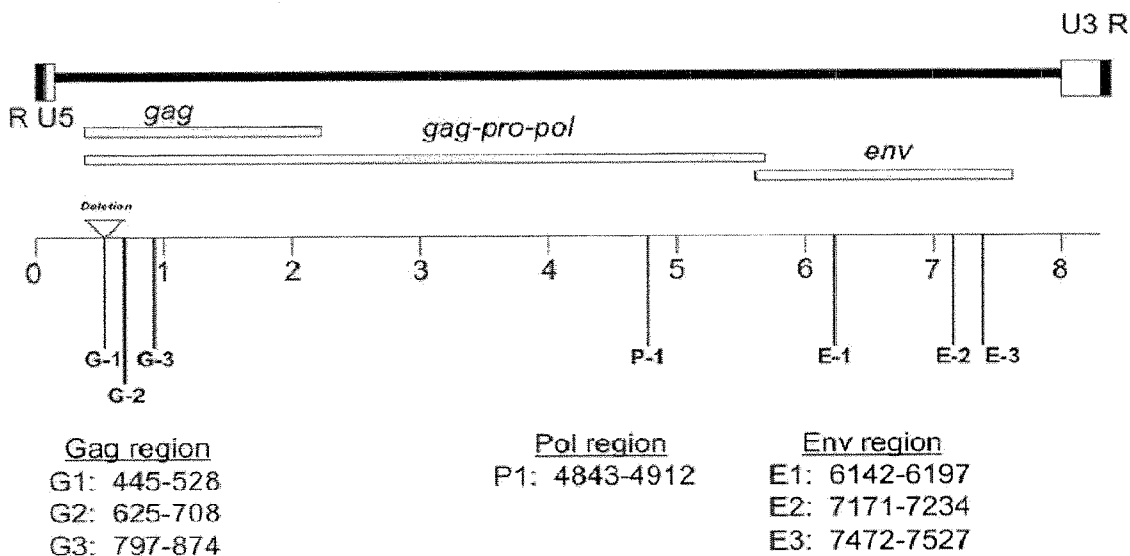 U3 R
R U5
gag
gag-pro-pol
env
Deletion
0 1 2 3 4 5 6 7 8
G-1 G-3 P-1 E-1 E-2 E-3
G-2
Gag region
G1: 445-528
G2: 625-708
G3: 797-874
Pol region
P1: 4843-4912
Env region
E1: 6142-6197
E2: 7171-7234
E3: 7472-7527